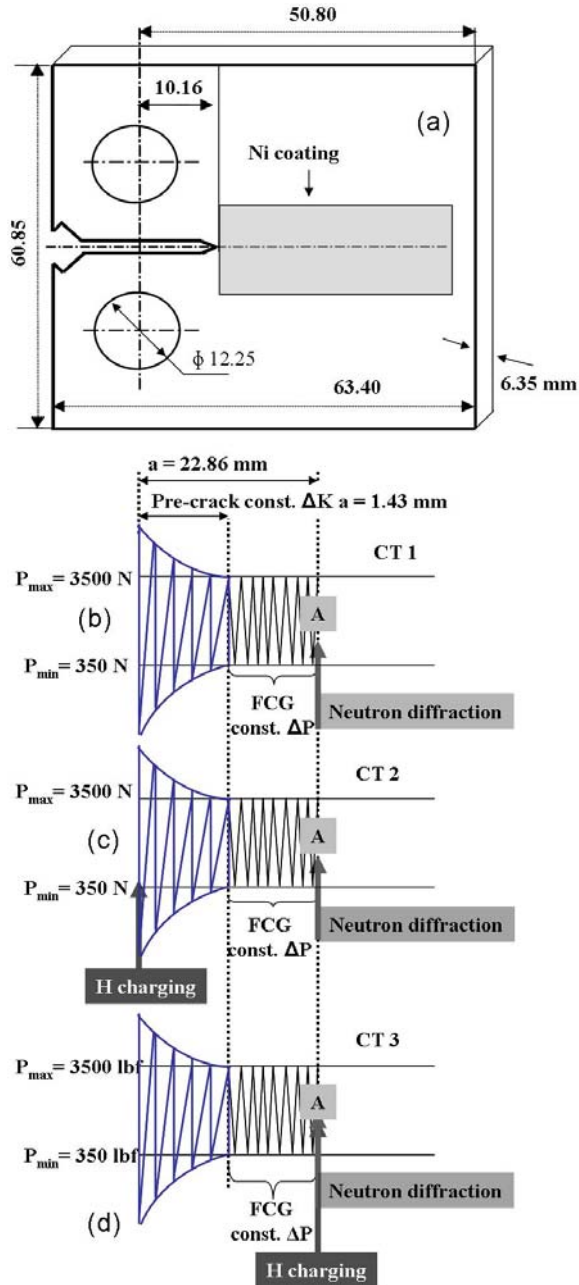 50.80
10.16
(a)
Ni coating
60.85
ϕ 12.25
6.35 mm
63.40
a = 22.86 mm
Pre-crack const. ΔK a = 1.43 mm
CT 1
Pmax= 3500 N
(b)
A
Pmin= 350 N
FCG
const. ΔP
Neutron diffraction
CT 2
Pmax= 3500 N
(c)
A
Pmin= 350 N
FCG
const. ΔP
Neutron diffraction
H charging
CT 3
Pmax= 3500 lbf
A
Pmin= 350 lbf
Neutron diffraction
FCG
const. ΔP
(d)
H charging